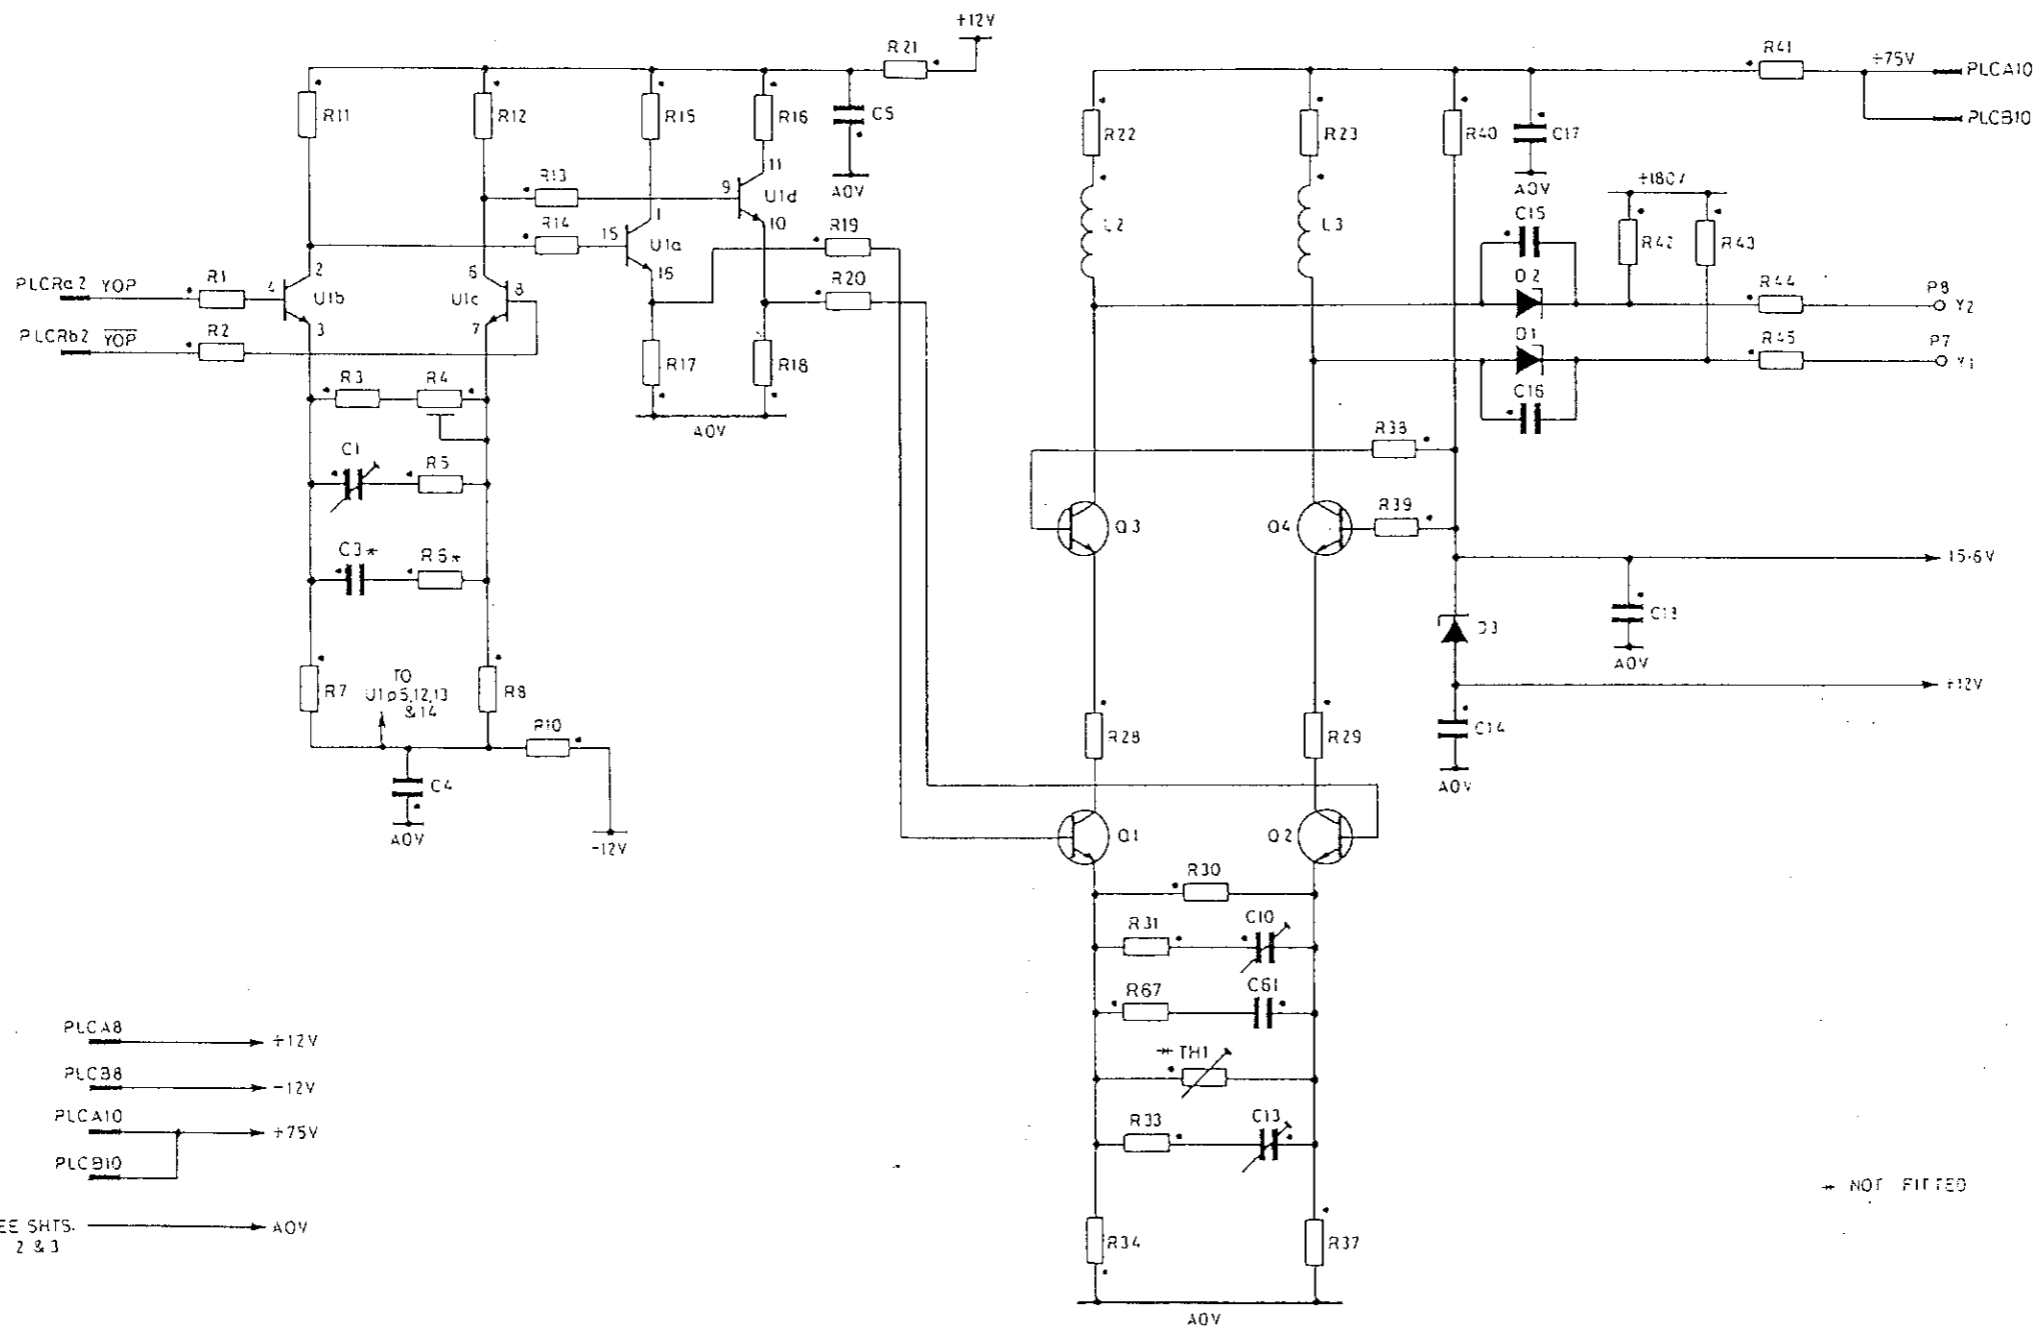 +12V
R21
R41
+75V
PLCA10
R11
R12
R15
R16
C5
R22
R23
R40
C17
PLCB10
11
R13
9
U1d
A0V
A0V
+180V
10
R14
1
R19
L2
L3
C15
R42
R43
15
U1a
16
PLCRa2 YOP
R1
4
2
U1b
6
U1c
8
R20
D2
R44
P8
Y2
PLCRb2 YOP
R2
3
7
D1
R45
P7
Y1
R17
R18
R3
R4
C16
A0V
C1
R5
R38
Q3
Q4
R39
C3*
R6*
15·6V
D3
C18
A0V
R7
TO
U1p5,12,13
&14
R8
+12V
R10
R28
R29
C14
C4
A0V
A0V
-12V
Q1
Q2
R30
R31
C10
R67
C61
PLCA8
+12V
* TH1
PLCB8
-12V
PLCA10
+75V
R33
C13
PLCB10
* NOT FITTED
EE SHTS.
2 & 3
A0V
R34
R37
A0V